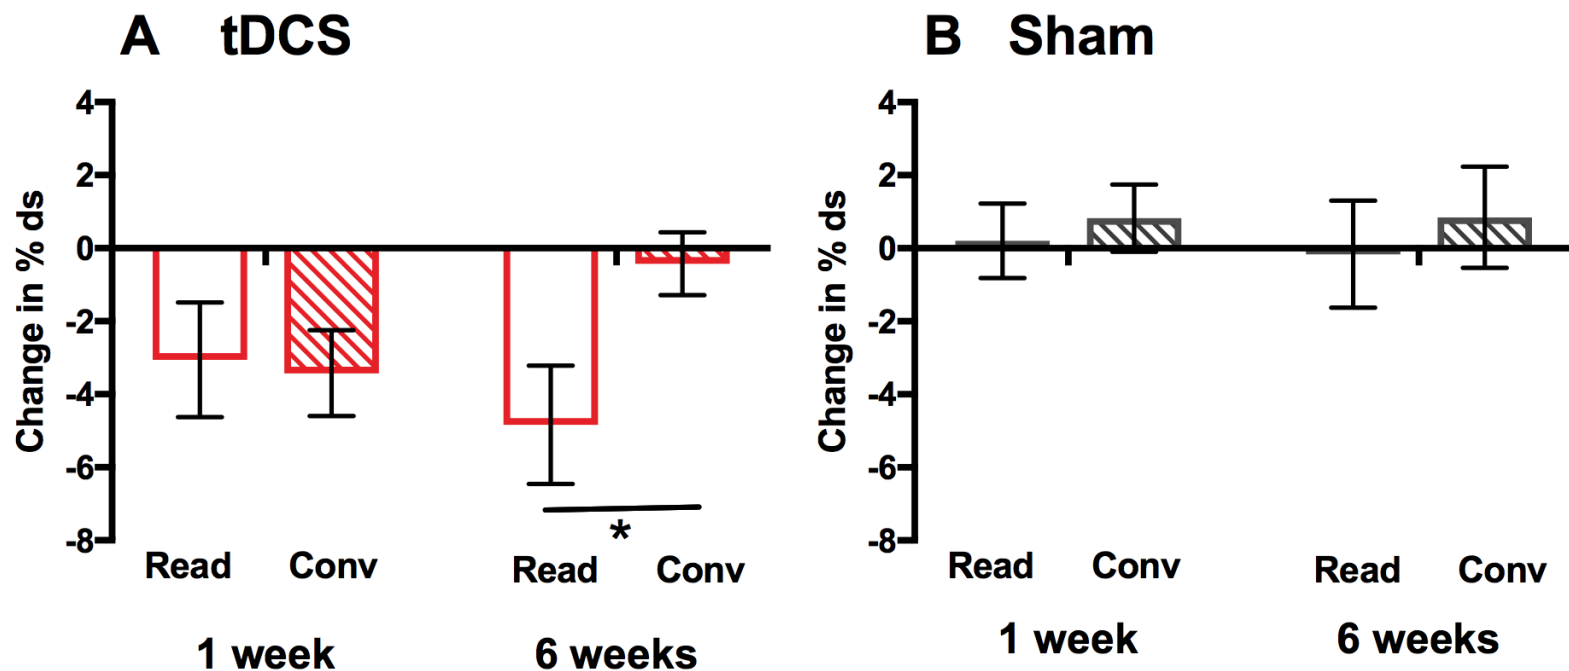 A tDCS
Change in % ds
4
2
0
-2
-4
-6
-8
*
Read Conv Read Conv
1 week 6 weeks
B Sham
Change in % ds
4
2
0
-2
-4
-6
-8
Read Conv Read Conv
1 week 6 weeks